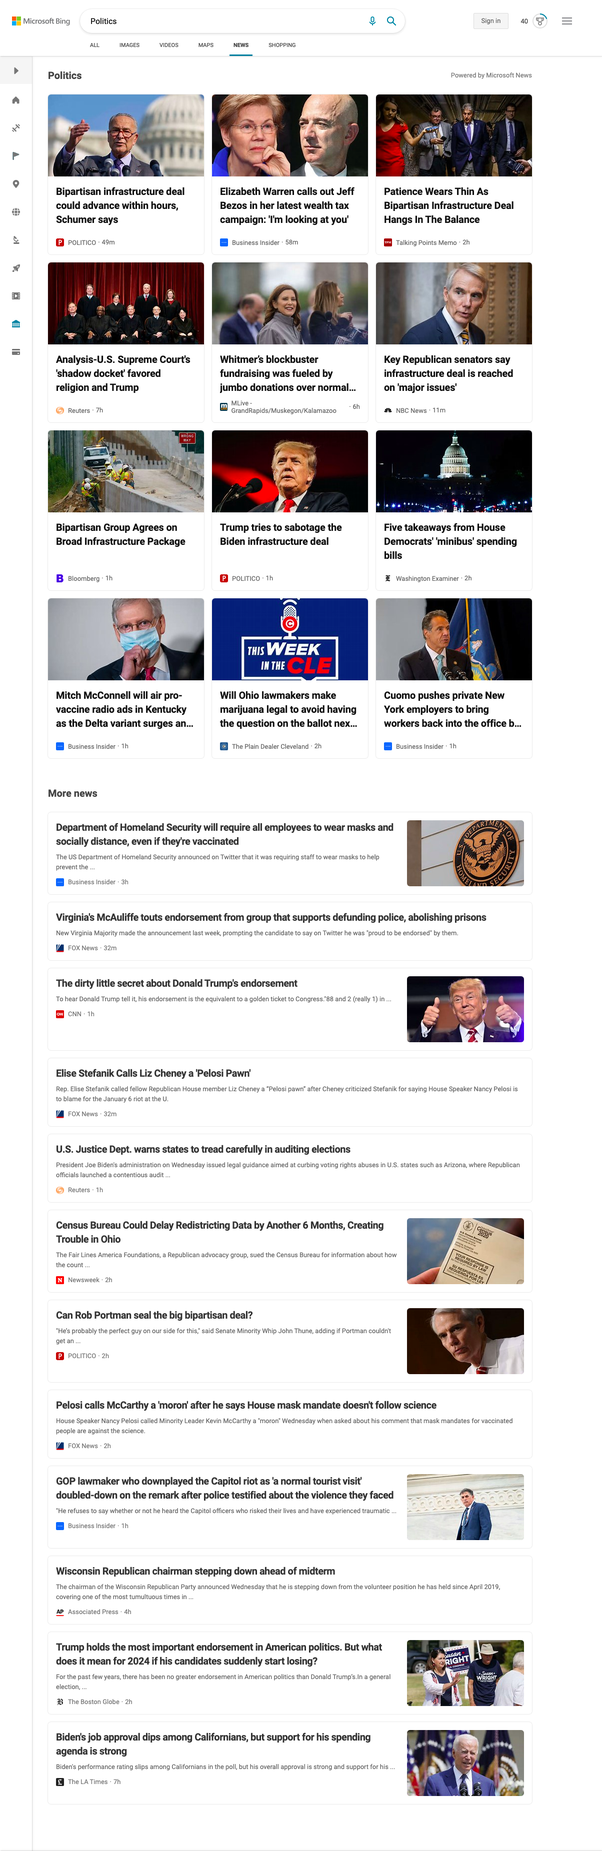 Microsoft Bing
Politics
Sign in
40
ALL
IMAGES
VIDEOS
MAPS
NEWS
SHOPPING
Politics
Powered by Microsoft News
Bipartisan infrastructure deal
could advance within hours,
Schumer says
POLITICO · 49m
Elizabeth Warren calls out Jeff
Bezos in her latest wealth tax
campaign: 'I'm looking at you'
Business Insider · 58m
Patience Wears Thin As
Bipartisan Infrastructure Deal
Hangs In The Balance
Talking Points Memo · 2h
Analysis-U.S. Supreme Court's
'shadow docket' favored
religion and Trump
Reuters · 7h
Whitmer's blockbuster
fundraising was fueled by
jumbo donations over normal...
MLive -
GrandRapids/Muskegon/Kalamazoo · 6h
Key Republican senators say
infrastructure deal is reached
on 'major issues'
NBC News · 11m
WRONG
WAY
Bipartisan Group Agrees on
Broad Infrastructure Package
Bloomberg · 1h
Trump tries to sabotage the
Biden infrastructure deal
POLITICO · 1h
Five takeaways from House
Democrats' 'minibus' spending
bills
Washington Examiner · 2h
Mitch McConnell will air pro-
vaccine radio ads in Kentucky
as the Delta variant surges an...
Business Insider · 1h
THIS WEEK
IN THE CLE
Will Ohio lawmakers make
marijuana legal to avoid having
the question on the ballot nex...
The Plain Dealer Cleveland · 2h
Cuomo pushes private New
York employers to bring
workers back into the office b...
Business Insider · 1h
More news
Department of Homeland Security will require all employees to wear masks and
socially distance, even if they're vaccinated
The US Department of Homeland Security announced on Twitter that it was requiring staff to wear masks to help
prevent the ...
Business Insider · 3h
U.S. DEPARTMENT OF
HOMELAND SECURITY
Virginia's McAuliffe touts endorsement from group that supports defunding police, abolishing prisons
New Virginia Majority made the announcement last week, prompting the candidate to say on Twitter he was "proud to be endorsed" by them.
FOX News · 32m
The dirty little secret about Donald Trump's endorsement
To hear Donald Trump tell it, his endorsement is the equivalent to a golden ticket to Congress."88 and 2 (really 1) in ...
CNN · 1h
Elise Stefanik Calls Liz Cheney a 'Pelosi Pawn'
Rep. Elise Stefanik called fellow Republican House member Liz Cheney a "Pelosi pawn" after Cheney criticized Stefanik for saying House Speaker Nancy Pelosi is
to blame for the January 6 riot at the U.
FOX News · 32m
U.S. Justice Dept. warns states to tread carefully in auditing elections
President Joe Biden's administration on Wednesday issued legal guidance aimed at curbing voting rights abuses in U.S. states such as Arizona, where Republican
officials launched a contentious audit ...
Reuters · 1h
Census Bureau Could Delay Redistricting Data by Another 6 Months, Creating
Trouble in Ohio
The Fair Lines America Foundations, a Republican advocacy group, sued the Census Bureau for information about how
the count ...
Newsweek · 2h
Can Rob Portman seal the big bipartisan deal?
"He's probably the perfect guy on our side for this," said Senate Minority Whip John Thune, adding if Portman couldn't
get an ...
POLITICO · 2h
Pelosi calls McCarthy a 'moron' after he says House mask mandate doesn't follow science
House Speaker Nancy Pelosi called Minority Leader Kevin McCarthy a "moron" Wednesday when asked about his comment that mask mandates for vaccinated
people are against the science.
FOX News · 2h
GOP lawmaker who downplayed the Capitol riot as 'a normal tourist visit'
doubled-down on the remark after police testified about the violence they faced
"He refuses to say whether or not he heard the Capitol officers who risked their lives and have experienced traumatic ...
Business Insider · 1h
Wisconsin Republican chairman stepping down ahead of midterm
The chairman of the Wisconsin Republican Party announced Wednesday that he is stepping down from the volunteer position he has held since April 2019,
covering one of the most tumultuous times in ...
AP
Associated Press · 4h
Trump holds the most important endorsement in American politics. But what
does it mean for 2024 if his candidates suddenly start losing?
For the past few years, there has been no greater endorsement in American politics than Donald Trump's.In a general
election, ...
The Boston Globe · 2h
WRIGHT
WRIGHT
Biden's job approval dips among Californians, but support for his spending
agenda is strong
Biden's performance rating slips among Californians in the poll, but his overall approval is strong and support for his ...
The LA Times · 7h